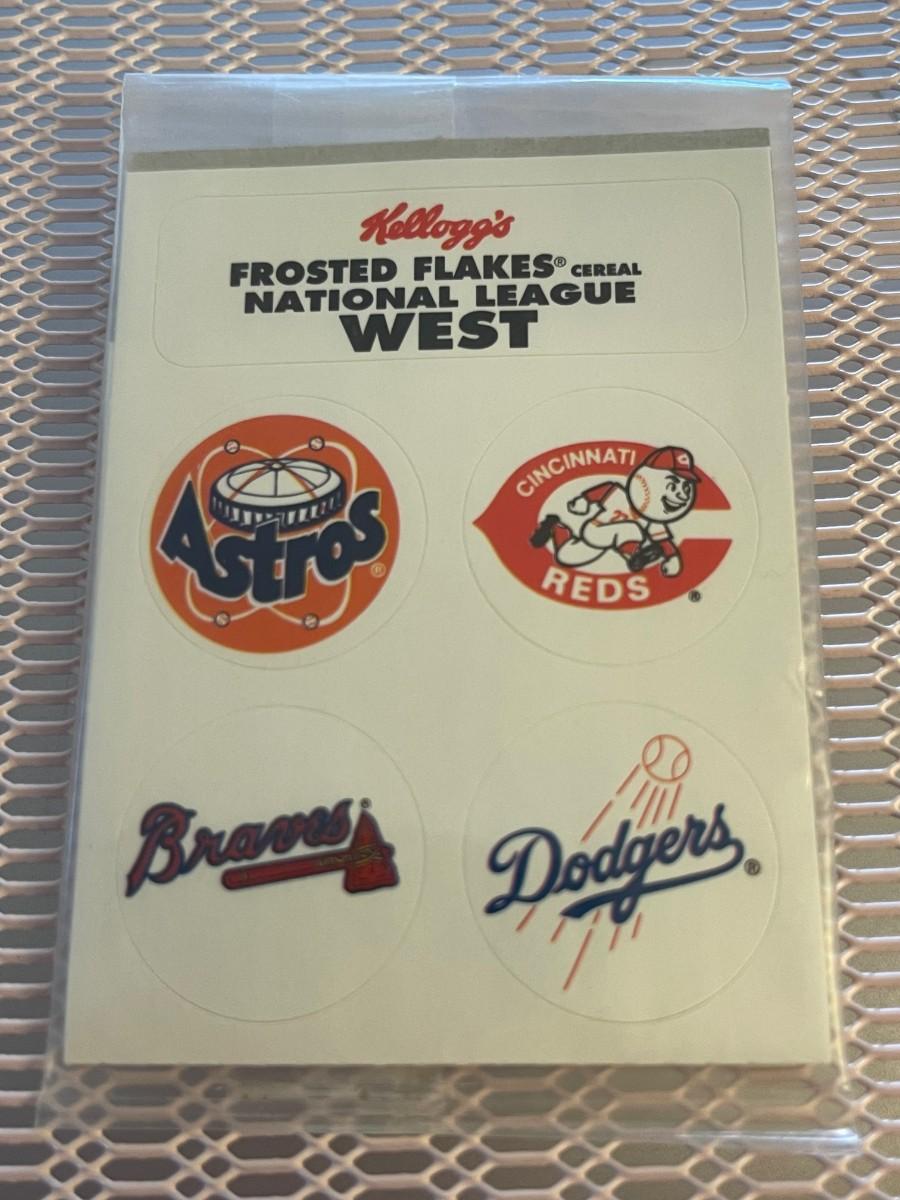 Kellogg's
FROSTED FLAKES® CEREAL
NATIONAL LEAGUE
WEST
Astros ®
CINCINNATI
REDS ®
Braves ®
Dodgers ®